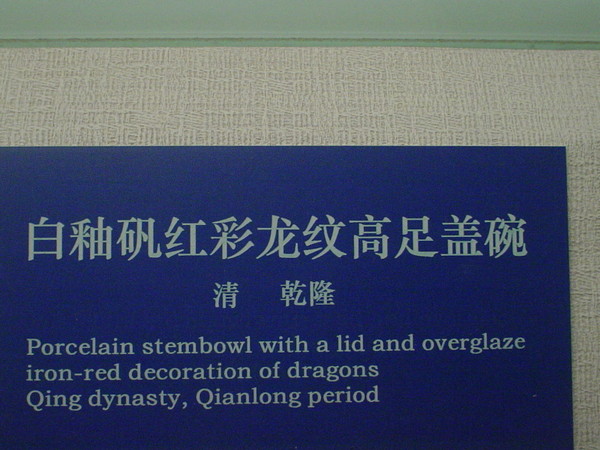 白釉矾红彩龙纹高足盖碗
清 乾隆
Porcelain stembowl with a lid and overglaze
iron-red decoration of dragons
Qing dynasty, Qianlong period